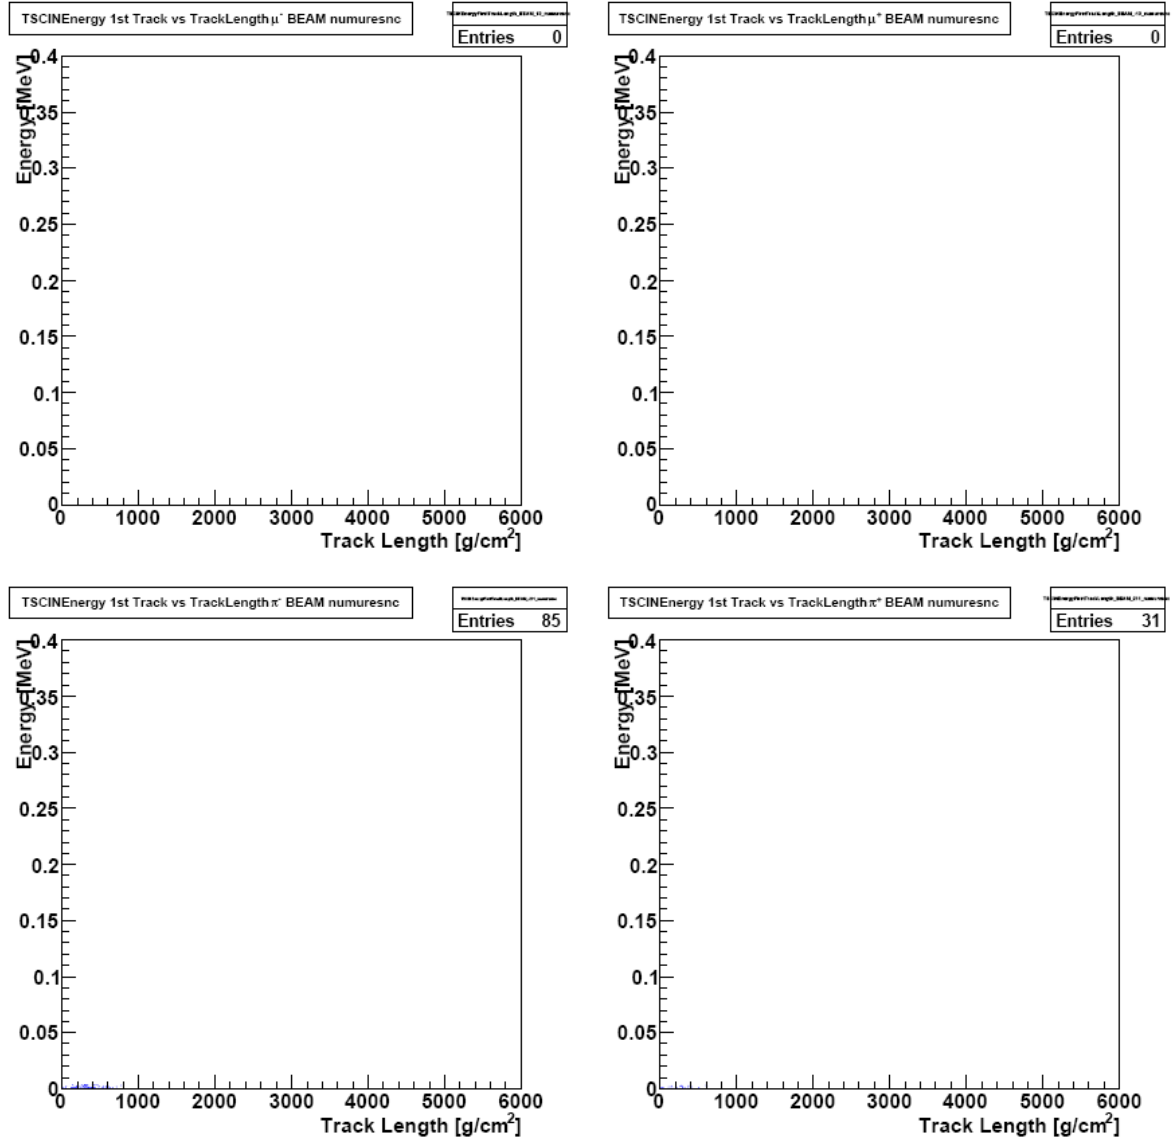 TSCINEnergy 1st Track vs TrackLength μ⁻ BEAM numuresnc
Entries 0
Energy [MeV]
0.4
0.35
0.3
0.25
0.2
0.15
0.1
0.05
0
0 1000 2000 3000 4000 5000 6000
Track Length [g/cm²]
TSCINEnergy 1st Track vs TrackLength μ⁺ BEAM numuresnc
Entries 0
Energy [MeV]
0.4
0.35
0.3
0.25
0.2
0.15
0.1
0.05
0
0 1000 2000 3000 4000 5000 6000
Track Length [g/cm²]
TSCINEnergy 1st Track vs TrackLength π⁻ BEAM numuresnc
Entries 85
Energy [MeV]
0.4
0.35
0.3
0.25
0.2
0.15
0.1
0.05
0
0 1000 2000 3000 4000 5000 6000
Track Length [g/cm²]
TSCINEnergy 1st Track vs TrackLength π⁺ BEAM numuresnc
Entries 31
Energy [MeV]
0.4
0.35
0.3
0.25
0.2
0.15
0.1
0.05
0
0 1000 2000 3000 4000 5000 6000
Track Length [g/cm²]